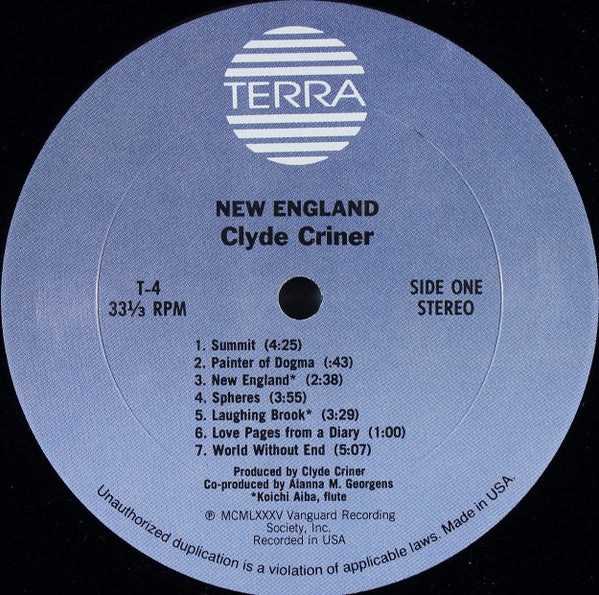 TERRA
NEW ENGLAND
Clyde Criner
T-4
33⅓ RPM
SIDE ONE
STEREO
1. Summit (4:25)
2. Painter of Dogma (:43)
3. New England* (2:38)
4. Spheres (3:55)
5. Laughing Brook* (3:29)
6. Love Pages from a Diary (1:00)
7. World Without End (5:07)
Produced by Clyde Criner
Co-produced by Alanna M. Georgens
*Koichi Aiba, flute
℗ MCMLXXXV Vanguard Recording
Society, Inc.
Recorded in USA
Unauthorized duplication is a violation of applicable laws. Made in USA.